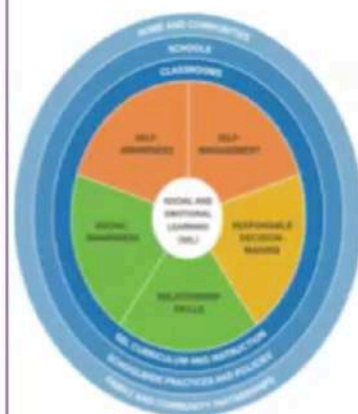 HOMES AND COMMUNITIES
SCHOOLS
CLASSROOMS
SELF-
AWARENESS
SELF-
MANAGEMENT
SOCIAL AND
EMOTIONAL
LEARNING
(SEL)
SOCIAL
AWARENESS
RESPONSIBLE
DECISION-
MAKING
RELATIONSHIP
SKILLS
SEL CURRICULUM AND INSTRUCTION
SCHOOLWIDE PRACTICES AND POLICIES
FAMILY AND COMMUNITY PARTNERSHIPS